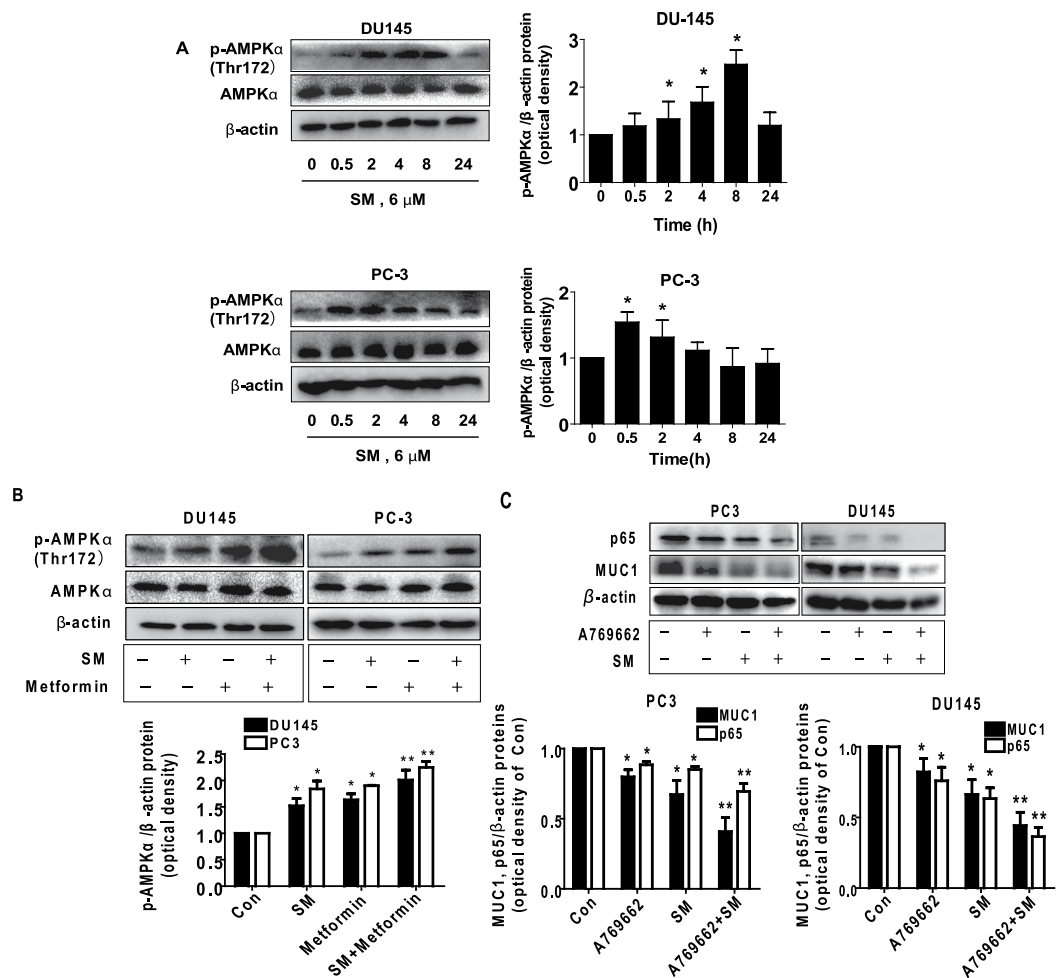 A
DU145
p-AMPKα
(Thr172)
AMPKα
β-actin
0 0.5 2 4 8 24
SM , 6 μM
DU-145
p-AMPKα /β -actin protein
(optical density)
3
2
1
0
* * *
0 0.5 2 4 8 24
Time (h)
PC-3
p-AMPKα
(Thr172)
AMPKα
β-actin
0 0.5 2 4 8 24
SM , 6 μM
PC-3
p-AMPKα /β -actin protein
(optical density)
2
1
0
* *
0 0.5 2 4 8 24
Time(h)
B
DU145 PC-3
p-AMPKα
(Thr172)
AMPKα
β-actin
SM − + − + − + − +
Metformin − − + + − − + +
DU145
PC3
p-AMPKα /β -actin protein
(optical density)
2.5
2.0
1.5
1.0
0.5
0.0
* * * * ** **
Con SM Metformin SM+Metformin
C
PC3 DU145
p65
MUC1
β-actin
A769662 − + − + − + − +
SM − − + + − − + +
PC3
MUC1
p65
MUC1, p65/β-actin proteins
(optical density of Con)
1.0
0.5
0.0
* * * * ** **
Con A769662 SM A769662+SM
DU145
MUC1
p65
MUC1, p65/β-actin proteins
(optical density of Con)
1.0
0.5
0.0
* * * * ** **
Con A769662 SM A769662+SM